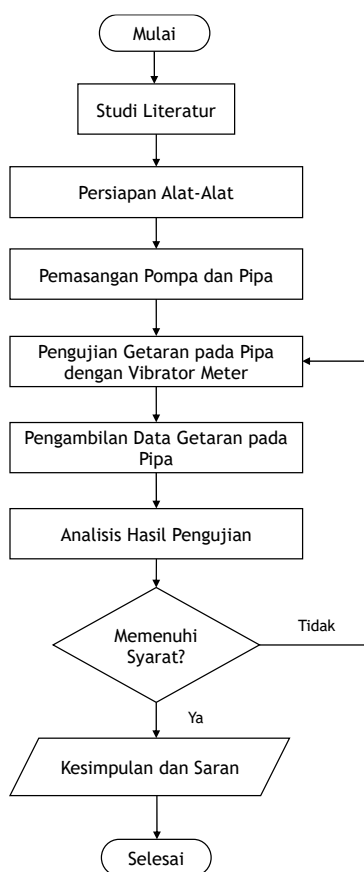 Mulai
Studi Literatur
Persiapan Alat-Alat
Pemasangan Pompa dan Pipa
Pengujian Getaran pada Pipa
dengan Vibrator Meter
Pengambilan Data Getaran pada
Pipa
Analisis Hasil Pengujian
Memenuhi
Syarat?
Tidak
Ya
Kesimpulan dan Saran
Selesai